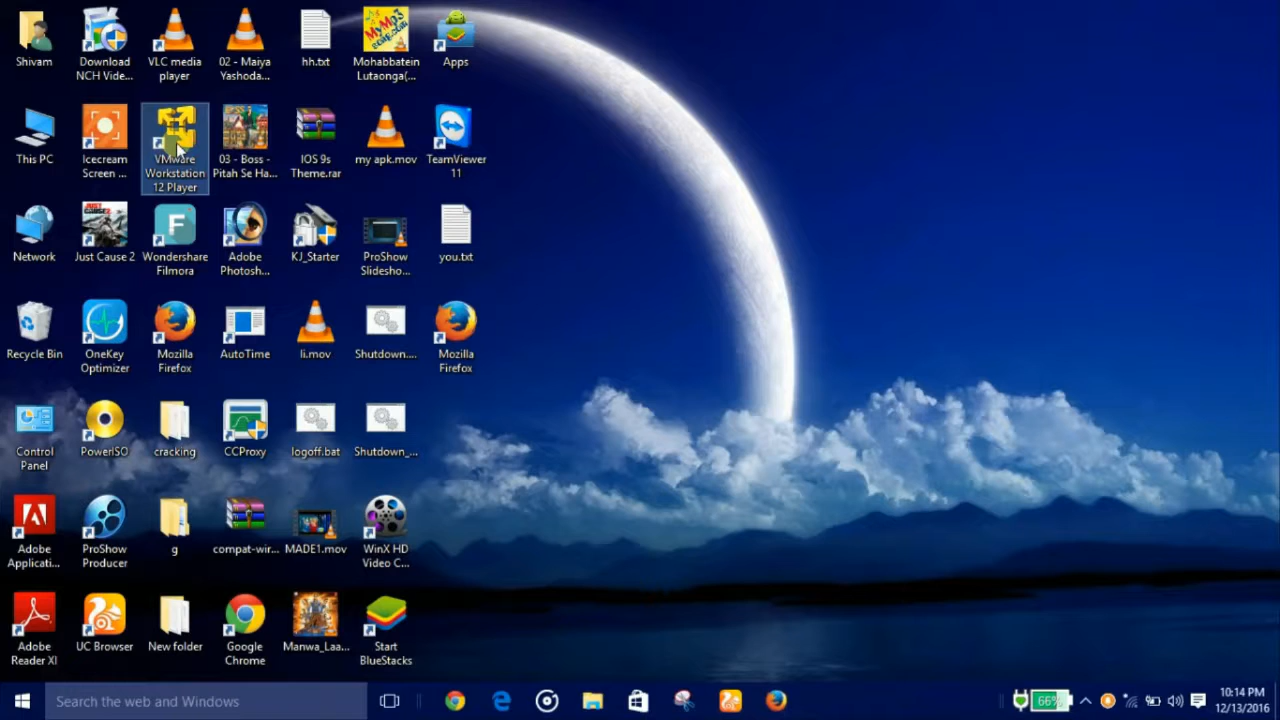 Shivam
Download
NCH Vide...
VLC media
player
02 - Maiya
Yashoda...
hh.txt
MyMp3
Mohabbatein
Lutaonga(...
Apps
This PC
Icecream
Screen ...
VMware
Workstation
12 Player
03 - Boss -
Pitah Se Ha...
IOS 9s
Theme.rar
my apk.mov
TeamViewer
11
Network
JUST CAUSE 2
Just Cause 2
Wondershare
Filmora
Adobe
Photosh...
KJ_Starter
ProShow
Slidesho...
you.txt
Recycle Bin
OneKey
Optimizer
Mozilla
Firefox
AutoTime
li.mov
Shutdown....
Mozilla
Firefox
Control
Panel
PowerISO
cracking
CCProxy
logoff.bat
Shutdown_...
Adobe
Applicati...
ProShow
Producer
g
compat-wir...
MADE1.mov
WinX HD
Video C...
Adobe
Reader XI
UC Browser
New folder
Google
Chrome
Manwa_Laa...
Start
BlueStacks
Search the web and Windows
66%
10:14 PM
12/13/2016